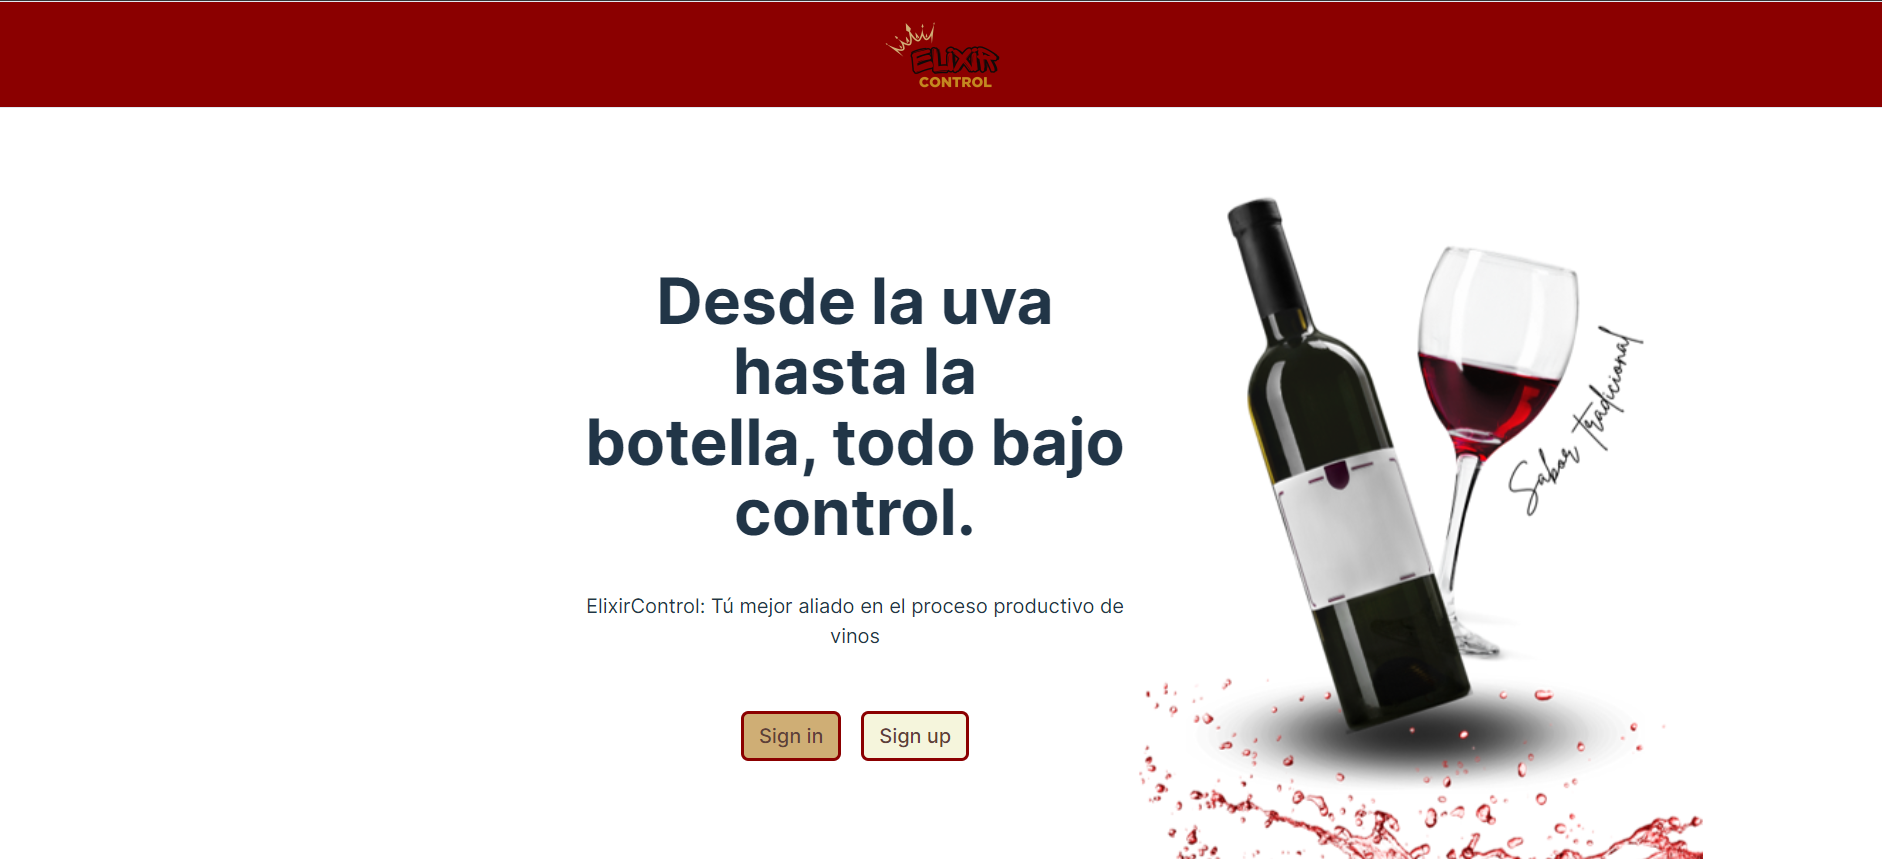 ELIXIR
CONTROL
Desde la uva
hasta la
botella, todo bajo
control.
ElixirControl: Tú mejor aliado en el proceso productivo de
vinos
Sign in
Sign up
Sabor tradicional